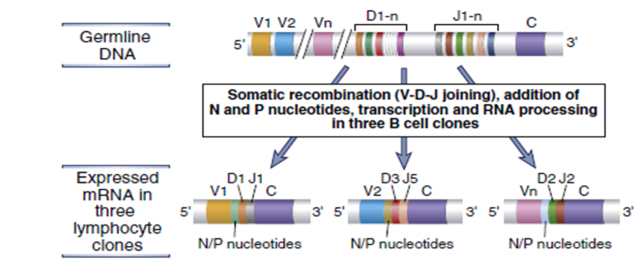 V1 V2 Vn D1-n J1-n C
Germline
DNA
5' 3'
Somatic recombination (V-D-J joining), addition of
N and P nucleotides, transcription and RNA processing
in three B cell clones
Expressed
mRNA in
three
lymphocyte
clones
V1 D1 J1 C
5' 3'
N/P nucleotides
V2 D3 J5 C
5' 3'
N/P nucleotides
Vn D2 J2 C
5' 3'
N/P nucleotides